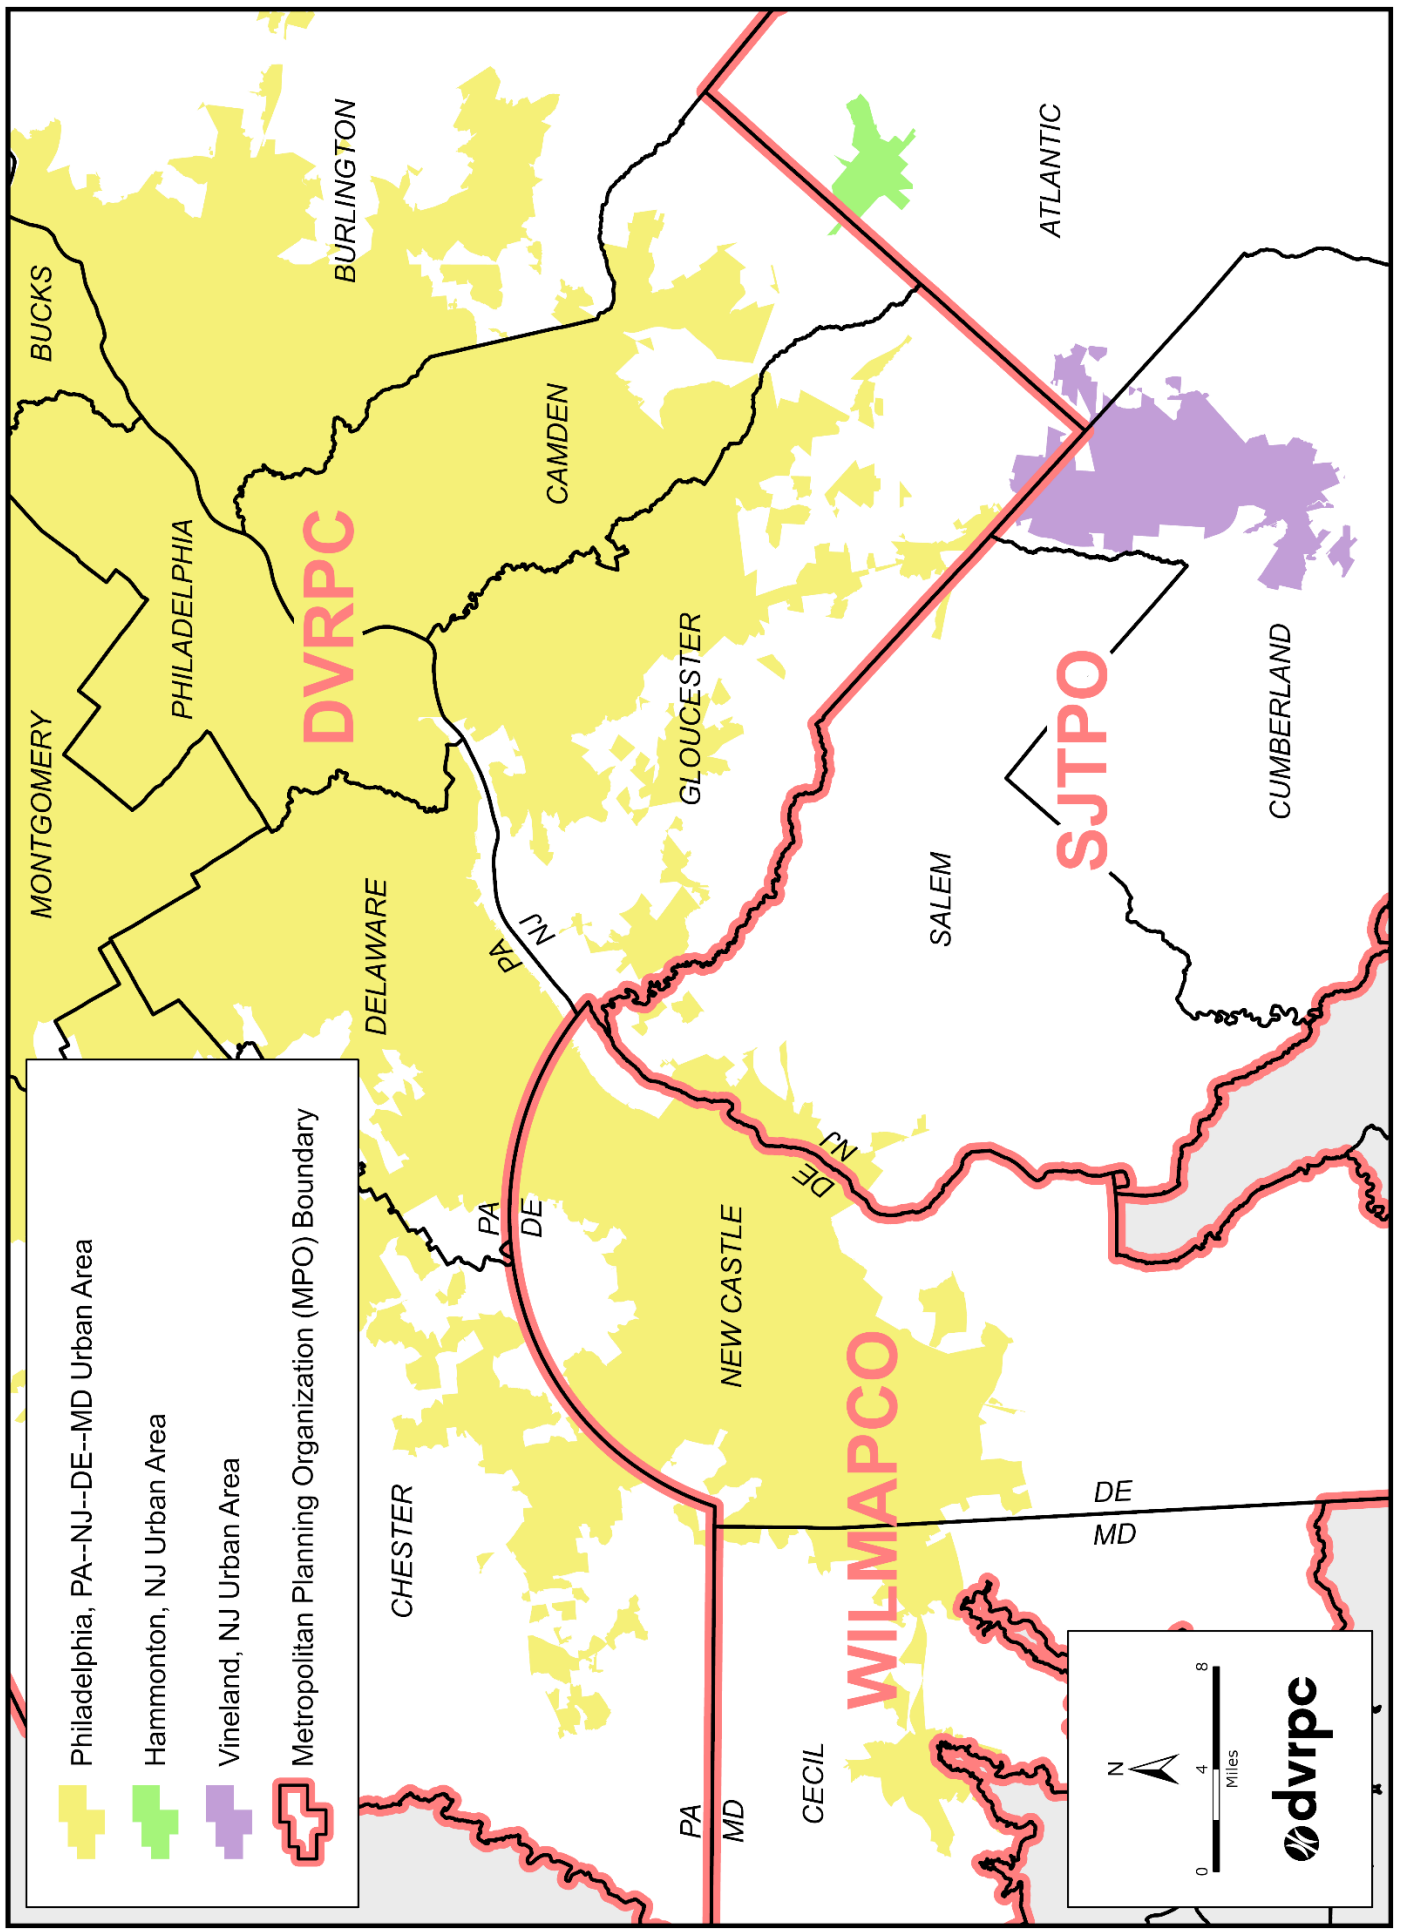 MONTGOMERY
BUCKS
PHILADELPHIA
BURLINGTON
DVRPC
DELAWARE
CAMDEN
PA
NJ
GLOUCESTER
CHESTER
PA
DE
NEW CASTLE
DE
NJ
SALEM
ATLANTIC
SJTPO
CUMBERLAND
WILMAPCO
PA
MD
CECIL
DE
MD
Philadelphia, PA--NJ--DE--MD Urban Area
Hammonton, NJ Urban Area
Vineland, NJ Urban Area
Metropolitan Planning Organization (MPO) Boundary
N
0 4 8
Miles
dvrpc